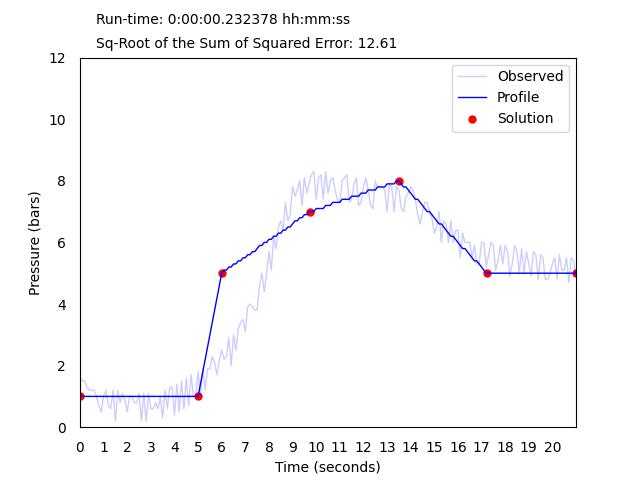 Run-time: 0:00:00.232378 hh:mm:ss
Sq-Root of the Sum of Squared Error: 12.61
12
10
8
6
4
2
0
Pressure (bars)
Observed
Profile
Solution
0 1 2 3 4 5 6 7 8 9 10 11 12 13 14 15 16 17 18 19 20
Time (seconds)